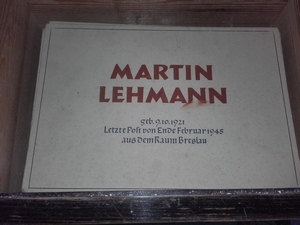 MARTIN
LEHMANN
geb. 9.10.1921
Letzte Post von Ende Februar 1945
aus dem Raum Breslau